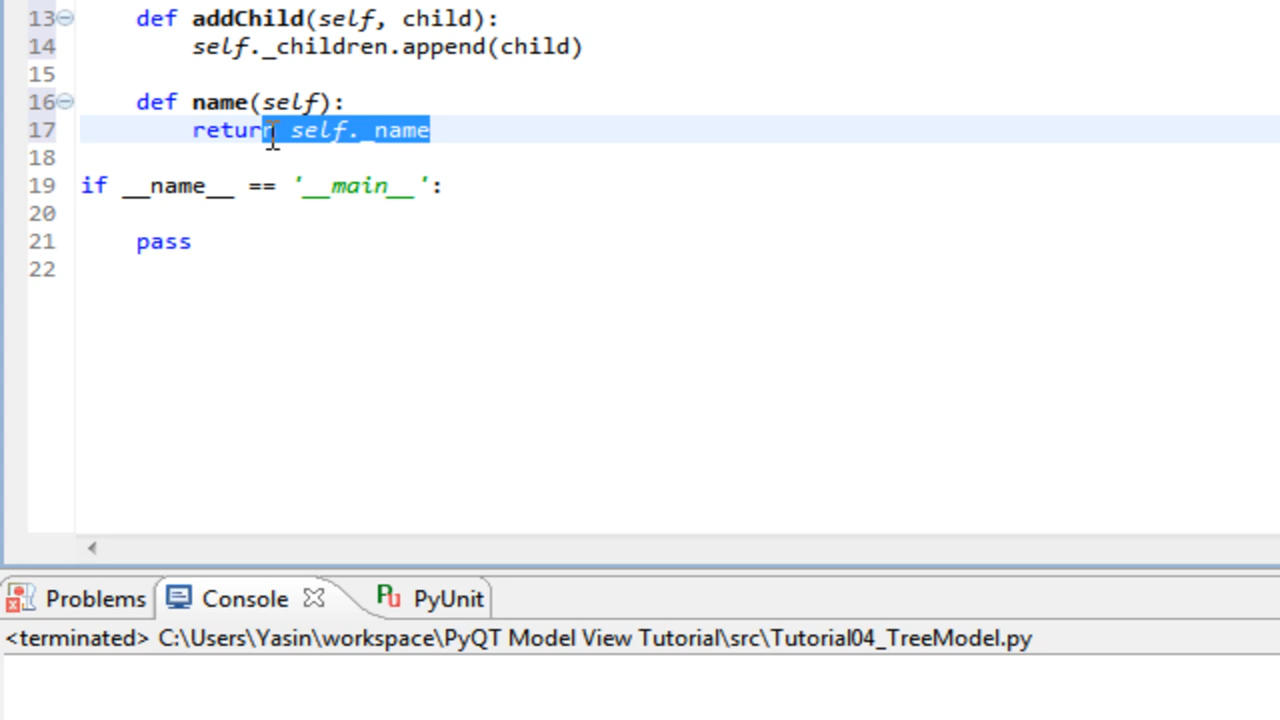 13 def addChild(self, child):
14 self._children.append(child)
15
16 def name(self):
17 return self._name
18
19 if __name__ == '__main__':
20
21 pass
22
Problems Console PyUnit
<terminated> C:\Users\Yasin\workspace\PyQT Model View Tutorial\src\Tutorial04_TreeModel.py